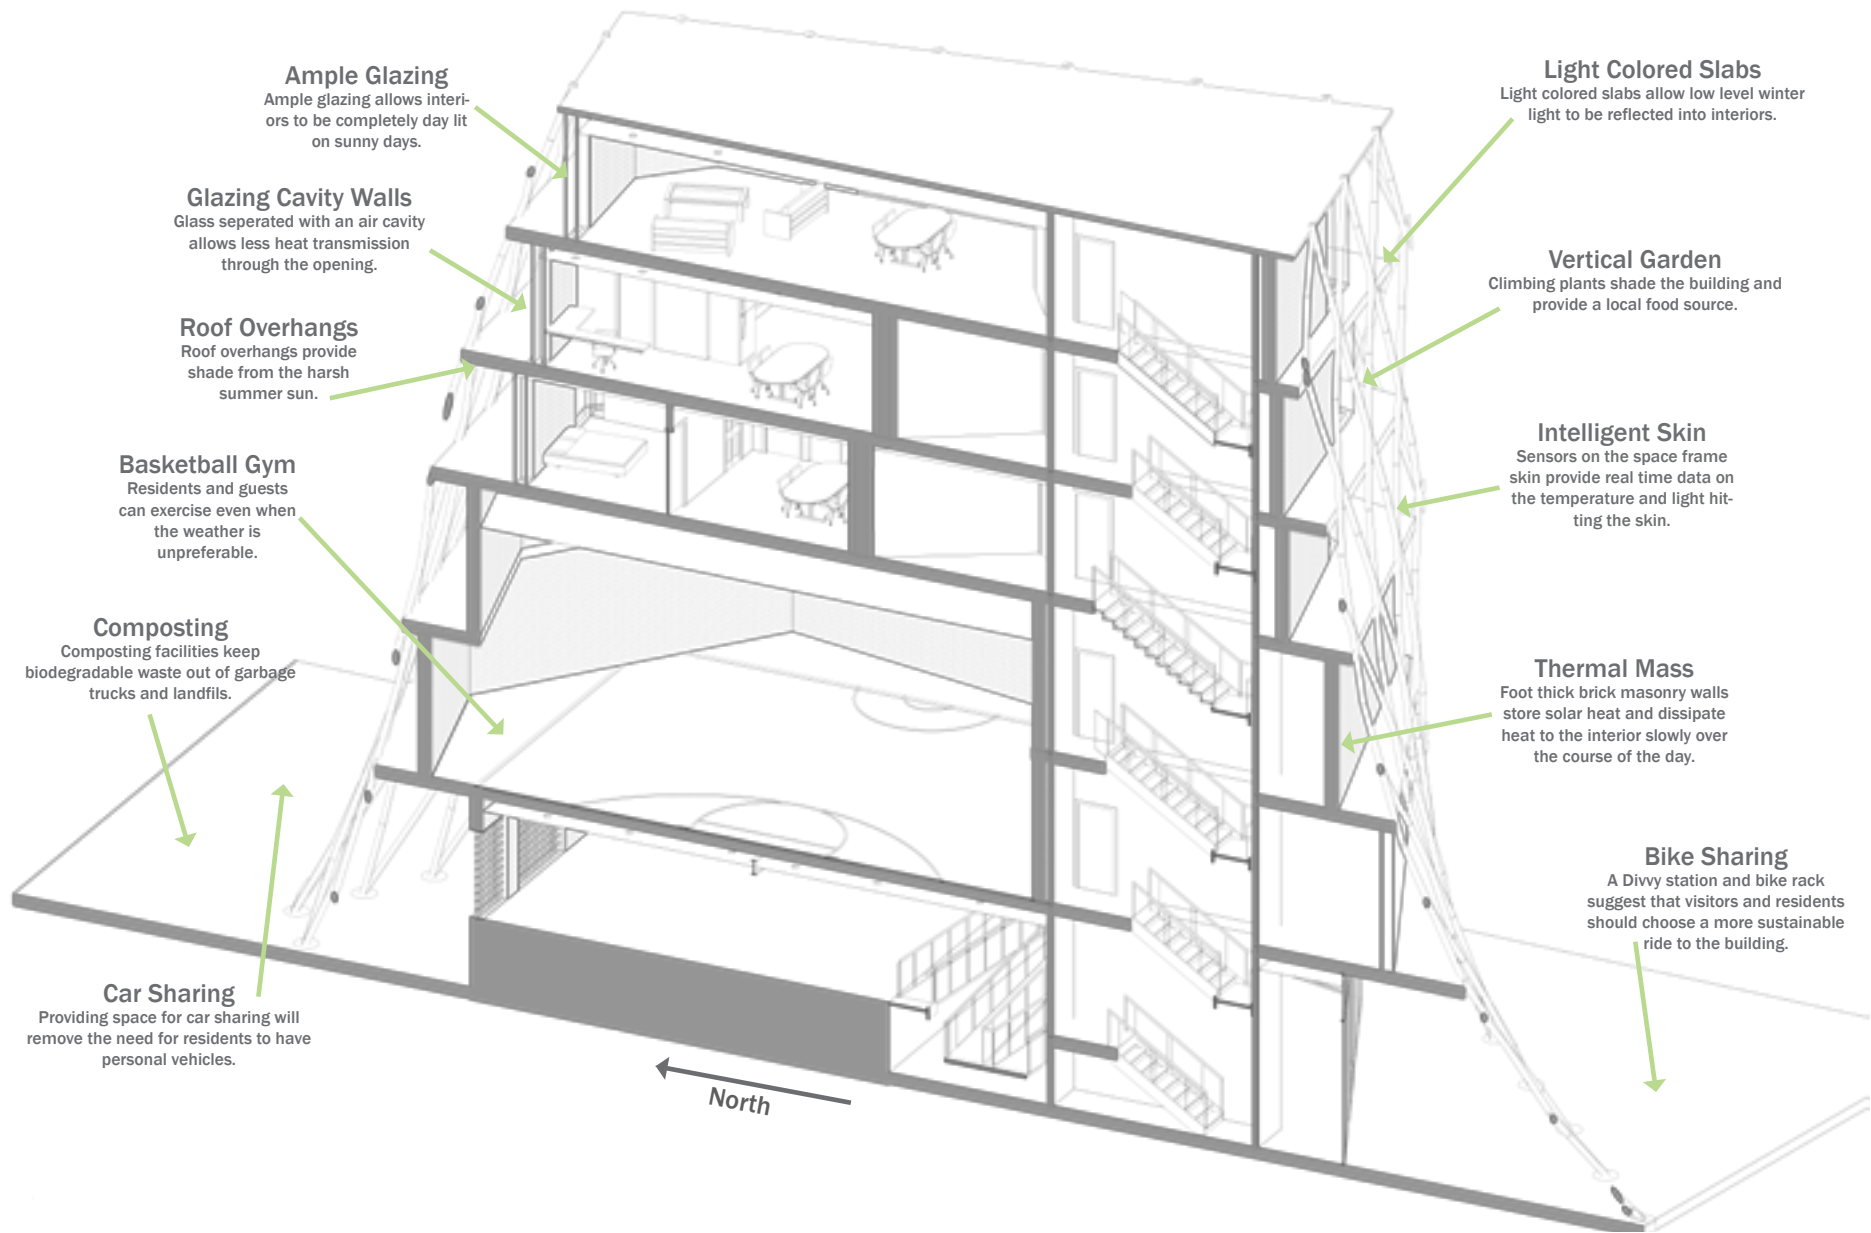 Ample Glazing
Ample glazing allows interi-
ors to be completely day lit
on sunny days.
Glazing Cavity Walls
Glass seperated with an air cavity
allows less heat transmission
through the opening.
Roof Overhangs
Roof overhangs provide
shade from the harsh
summer sun.
Basketball Gym
Residents and guests
can exercise even when
the weather is
unpreferable.
Composting
Composting facilities keep
biodegradable waste out of garbage
trucks and landfils.
Car Sharing
Providing space for car sharing will
remove the need for residents to have
personal vehicles.
North
Light Colored Slabs
Light colored slabs allow low level winter
light to be reflected into interiors.
Vertical Garden
Climbing plants shade the building and
provide a local food source.
Intelligent Skin
Sensors on the space frame
skin provide real time data on
the temperature and light hit-
ting the skin.
Thermal Mass
Foot thick brick masonry walls
store solar heat and dissipate
heat to the interior slowly over
the course of the day.
Bike Sharing
A Divvy station and bike rack
suggest that visitors and residents
should choose a more sustainable
ride to the building.